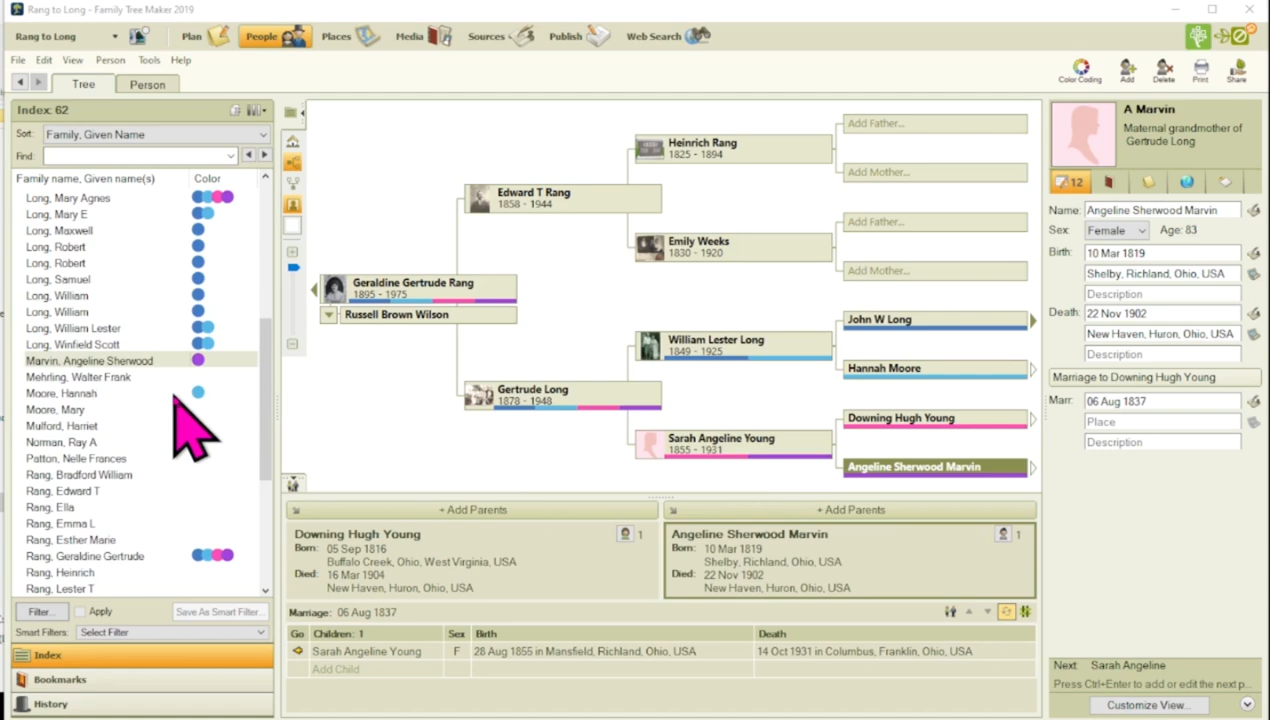 Rang to Long - Family Tree Maker 2019
Rang to Long Plan People Places Media Sources Publish Web Search
File Edit View Person Tools Help
Tree Person
Color Coding Add Delete Print Share
Index: 62
Sort: Family, Given Name
Find:
Family name, Given name(s) Color
Long, Mary Agnes
Long, Mary E
Long, Maxwell
Long, Robert
Long, Robert
Long, Samuel
Long, William
Long, William
Long, William Lester
Long, Winfield Scott
Marvin, Angeline Sherwood
Mehrling, Walter Frank
Moore, Hannah
Moore, Mary
Mulford, Harriet
Norman, Ray A
Patton, Nelle Frances
Rang, Bradford William
Rang, Edward T
Rang, Ella
Rang, Emma L
Rang, Esther Marie
Rang, Geraldine Gertrude
Rang, Heinrich
Rang, Lester T
Filter... Apply Save As Smart Filter...
Smart Filters: Select Filter
Index
Bookmarks
History
Geraldine Gertrude Rang
1895 - 1975
Russell Brown Wilson
Edward T Rang
1858 - 1944
Gertrude Long
1878 - 1948
Heinrich Rang
1825 - 1894
Emily Weeks
1830 - 1920
William Lester Long
1849 - 1925
Sarah Angeline Young
1855 - 1931
Add Father...
Add Mother...
Add Father...
Add Mother...
John W Long
Hannah Moore
Downing Hugh Young
Angeline Sherwood Marvin
+ Add Parents
Downing Hugh Young 1
Born: 05 Sep 1816
Buffalo Creek, Ohio, West Virginia, USA
Died: 16 Mar 1904
New Haven, Huron, Ohio, USA
+ Add Parents
Angeline Sherwood Marvin 1
Born: 10 Mar 1819
Shelby, Richland, Ohio, USA
Died: 22 Nov 1902
New Haven, Huron, Ohio, USA
Marriage: 06 Aug 1837
Go Children: 1 Sex Birth Death
Sarah Angeline Young F 28 Aug 1855 in Mansfield, Richland, Ohio, USA 14 Oct 1931 in Columbus, Franklin, Ohio, USA
Add Child
A Marvin
Maternal grandmother of
Gertrude Long
12
Name: Angeline Sherwood Marvin
Sex: Female Age: 83
Birth: 10 Mar 1819
Shelby, Richland, Ohio, USA
Description
Death: 22 Nov 1902
New Haven, Huron, Ohio, USA
Description
Marriage to Downing Hugh Young
Marr: 06 Aug 1837
Place
Description
Next: Sarah Angeline
Press Ctrl+Enter to add or edit the next p...
Customize View...